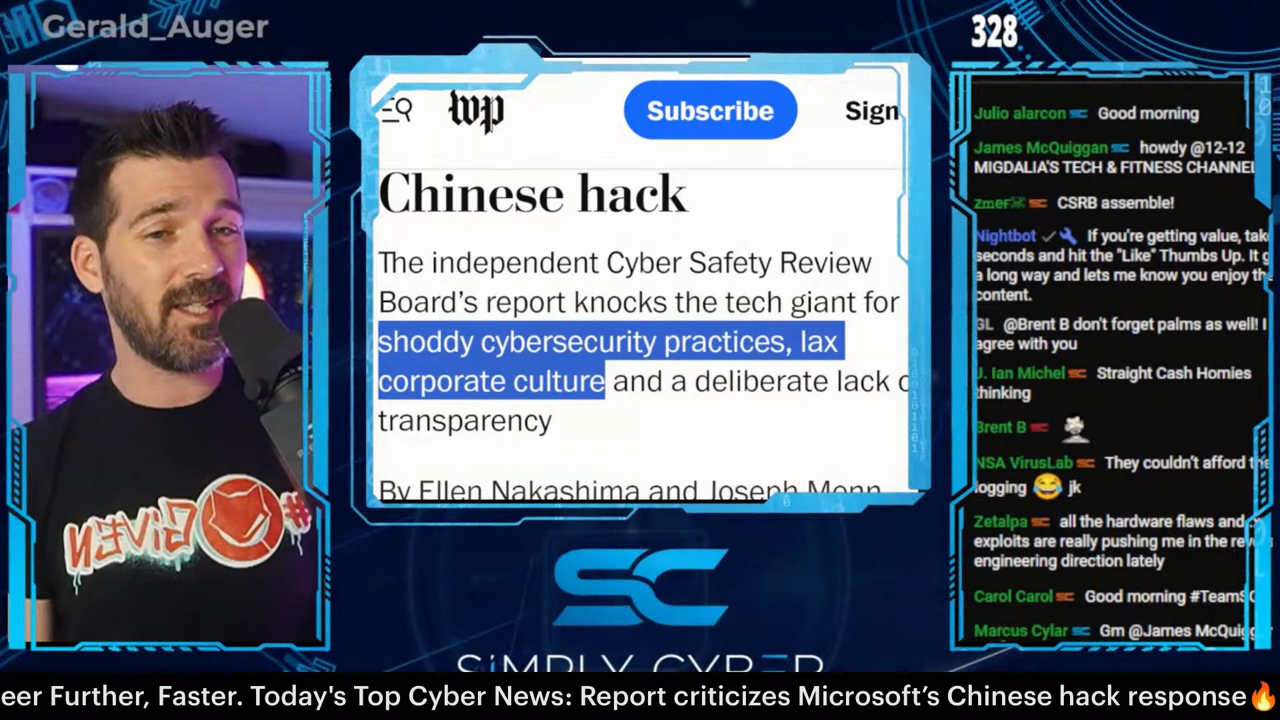 Gerald_Auger
328
wp
Subscribe
Sign
Chinese hack
The independent Cyber Safety Review
Board's report knocks the tech giant for
shoddy cybersecurity practices, lax
corporate culture and a deliberate lack
transparency
By Ellen Nakashima and Joseph Menn
#GiVEN
SC
SiMPLY CYBER
Julio alarcon Good morning
James McQuiggan howdy @12-12
MIGDALIA'S TECH & FITNESS CHANNEL
zmer CSRB assemble!
Nightbot If you're getting value,
seconds and hit the "Like" Thumbs Up. It
a long way and lets me know you enjoy
content.
GL @Brent B don't forget palms as well! I
agree with you
J. Ian Michel Straight Cash Homies
thinking
Brent B
NSA VirusLab They couldn't afford
logging 😂 jk
Zetalpa all the hardware flaws and
exploits are really pushing me in the
engineering direction lately
Carol Carol Good morning
Marcus Cylar Gm @James
eer Further, Faster. Today's Top Cyber News: Report criticizes Microsoft's Chinese hack response🔥